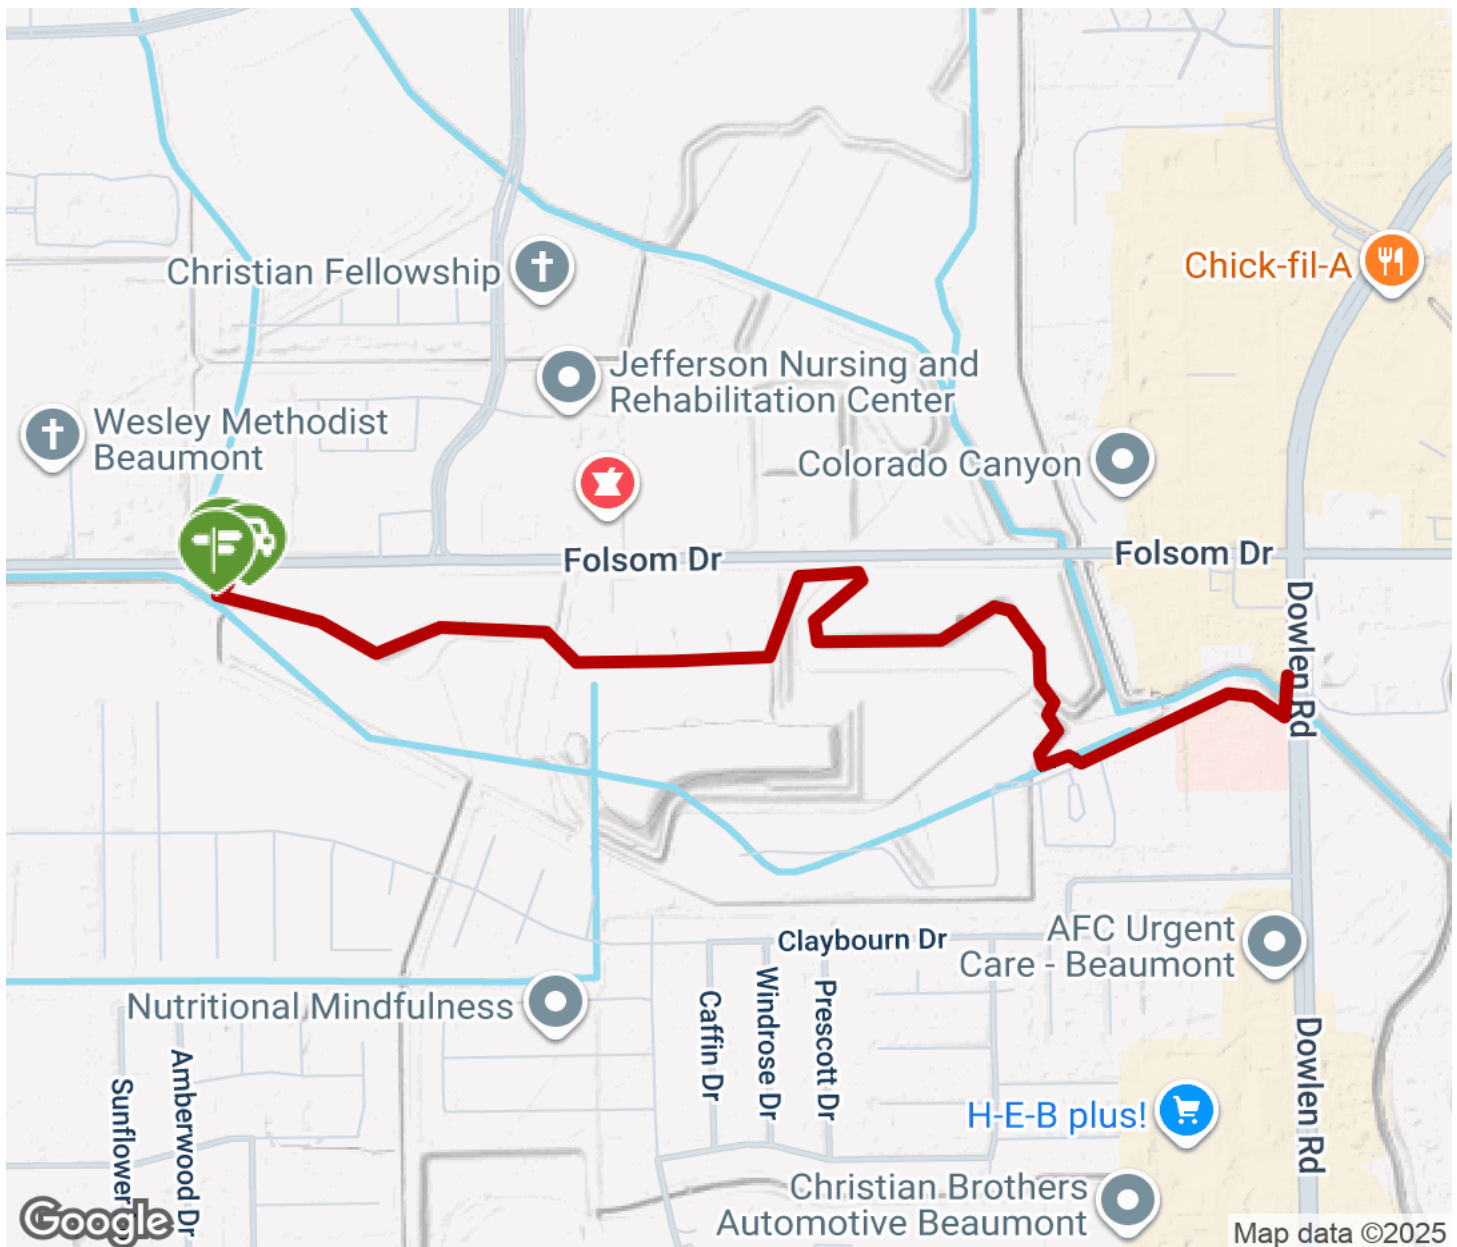 Christian Fellowship
Chick-fil-A
Jefferson Nursing and
Rehabilitation Center
Wesley Methodist
Beaumont
Colorado Canyon
Folsom Dr
Folsom Dr
Dowlen Rd
Claybourn Dr
AFC Urgent
Care - Beaumont
Nutritional Mindfulness
Caffin Dr
Windrose Dr
Prescott Dr
Dowlen Rd
Sunflower
Amberwood Dr
H-E-B plus!
Christian Brothers
Automotive Beaumont
Google
Map data ©2025